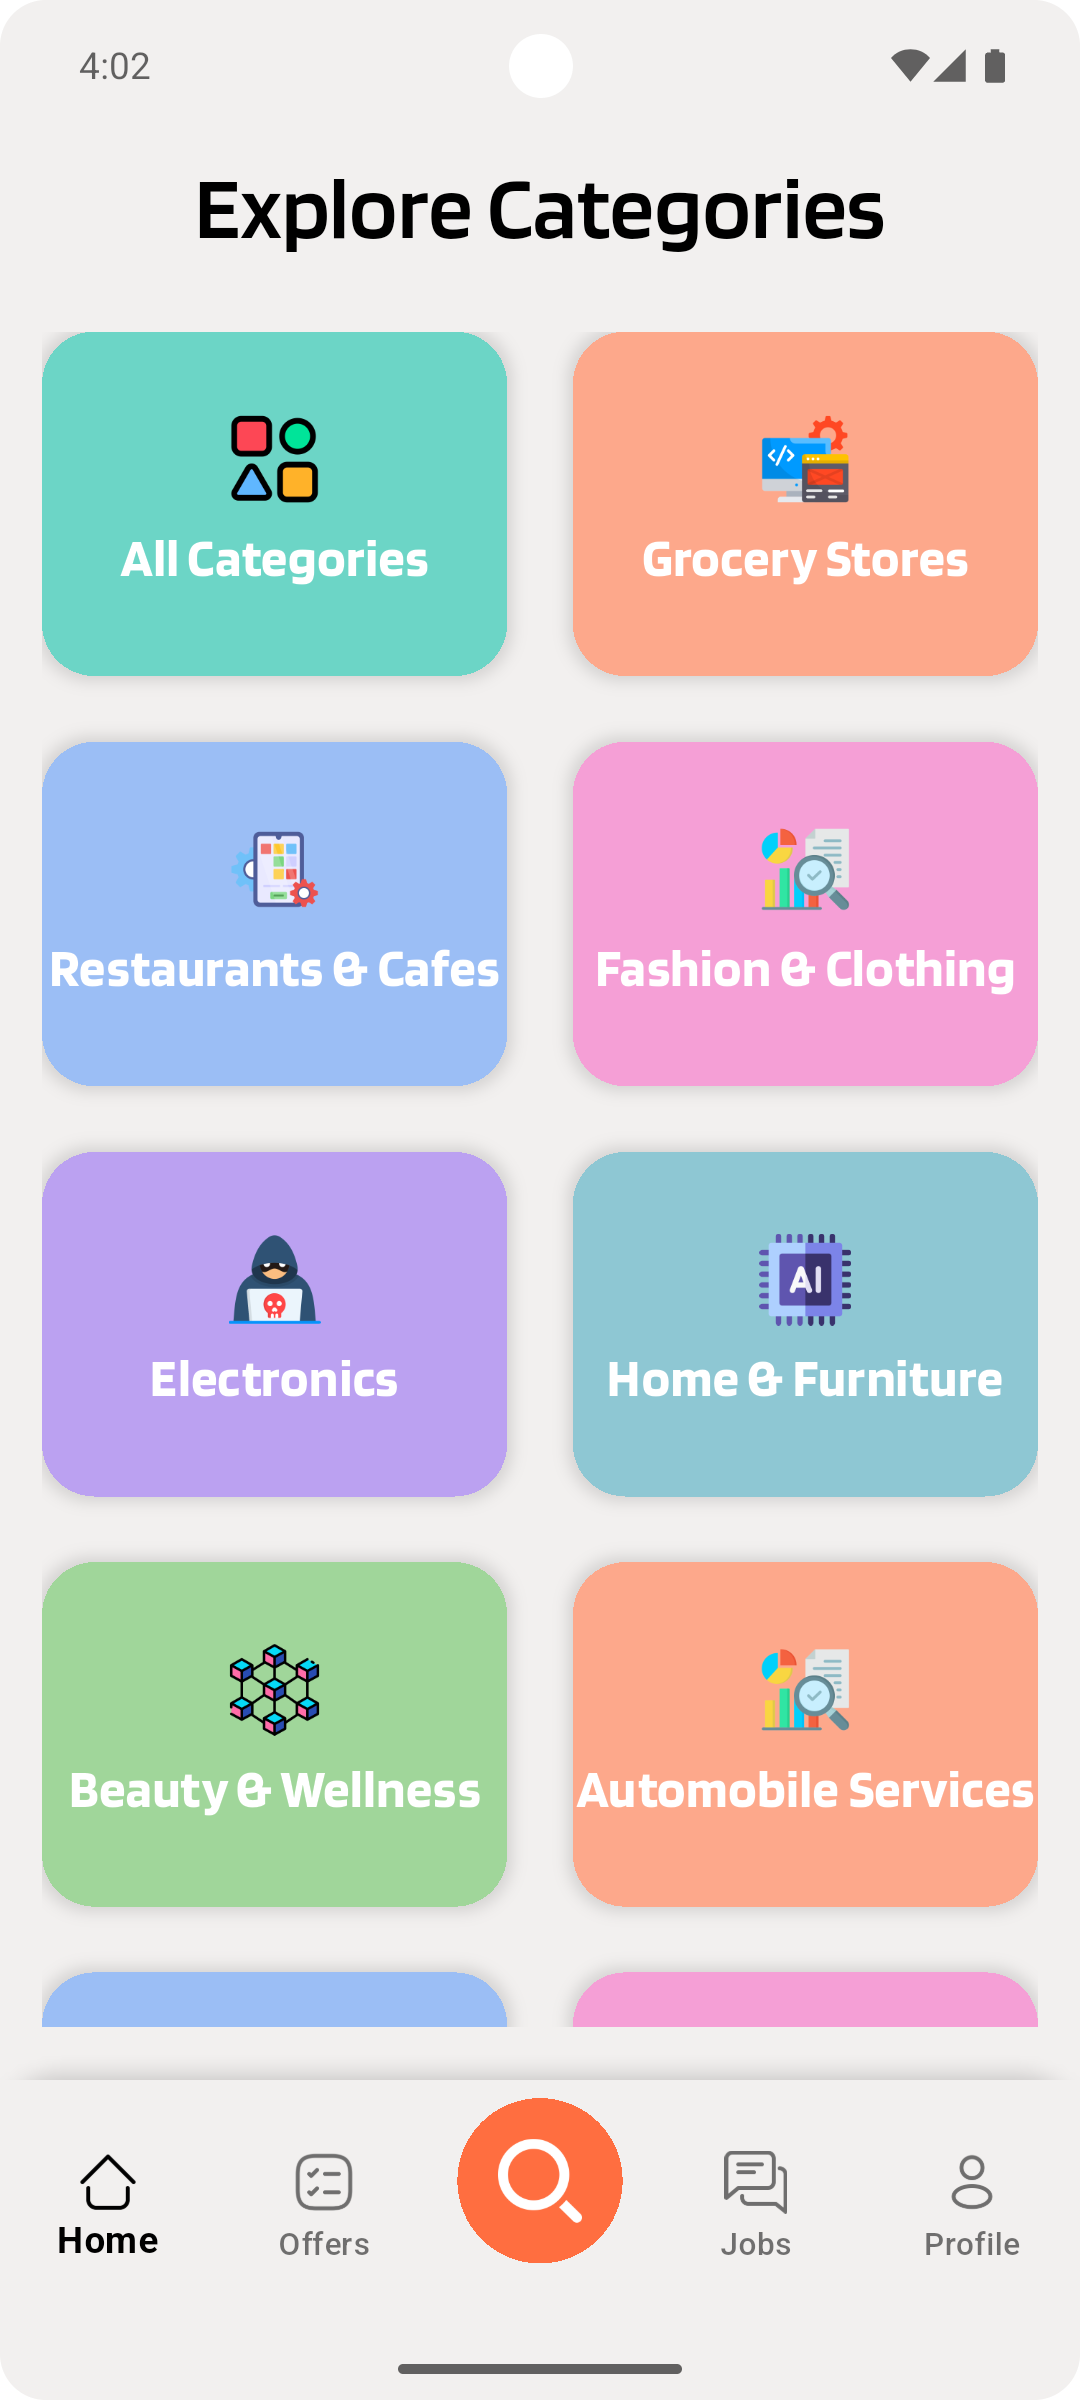 4:02
Explore Categories
All Categories
Grocery Stores
Restaurants & Cafes
Fashion & Clothing
Electronics
AI
Home & Furniture
Beauty & Wellness
Automobile Services
Home
Offers
Jobs
Profile